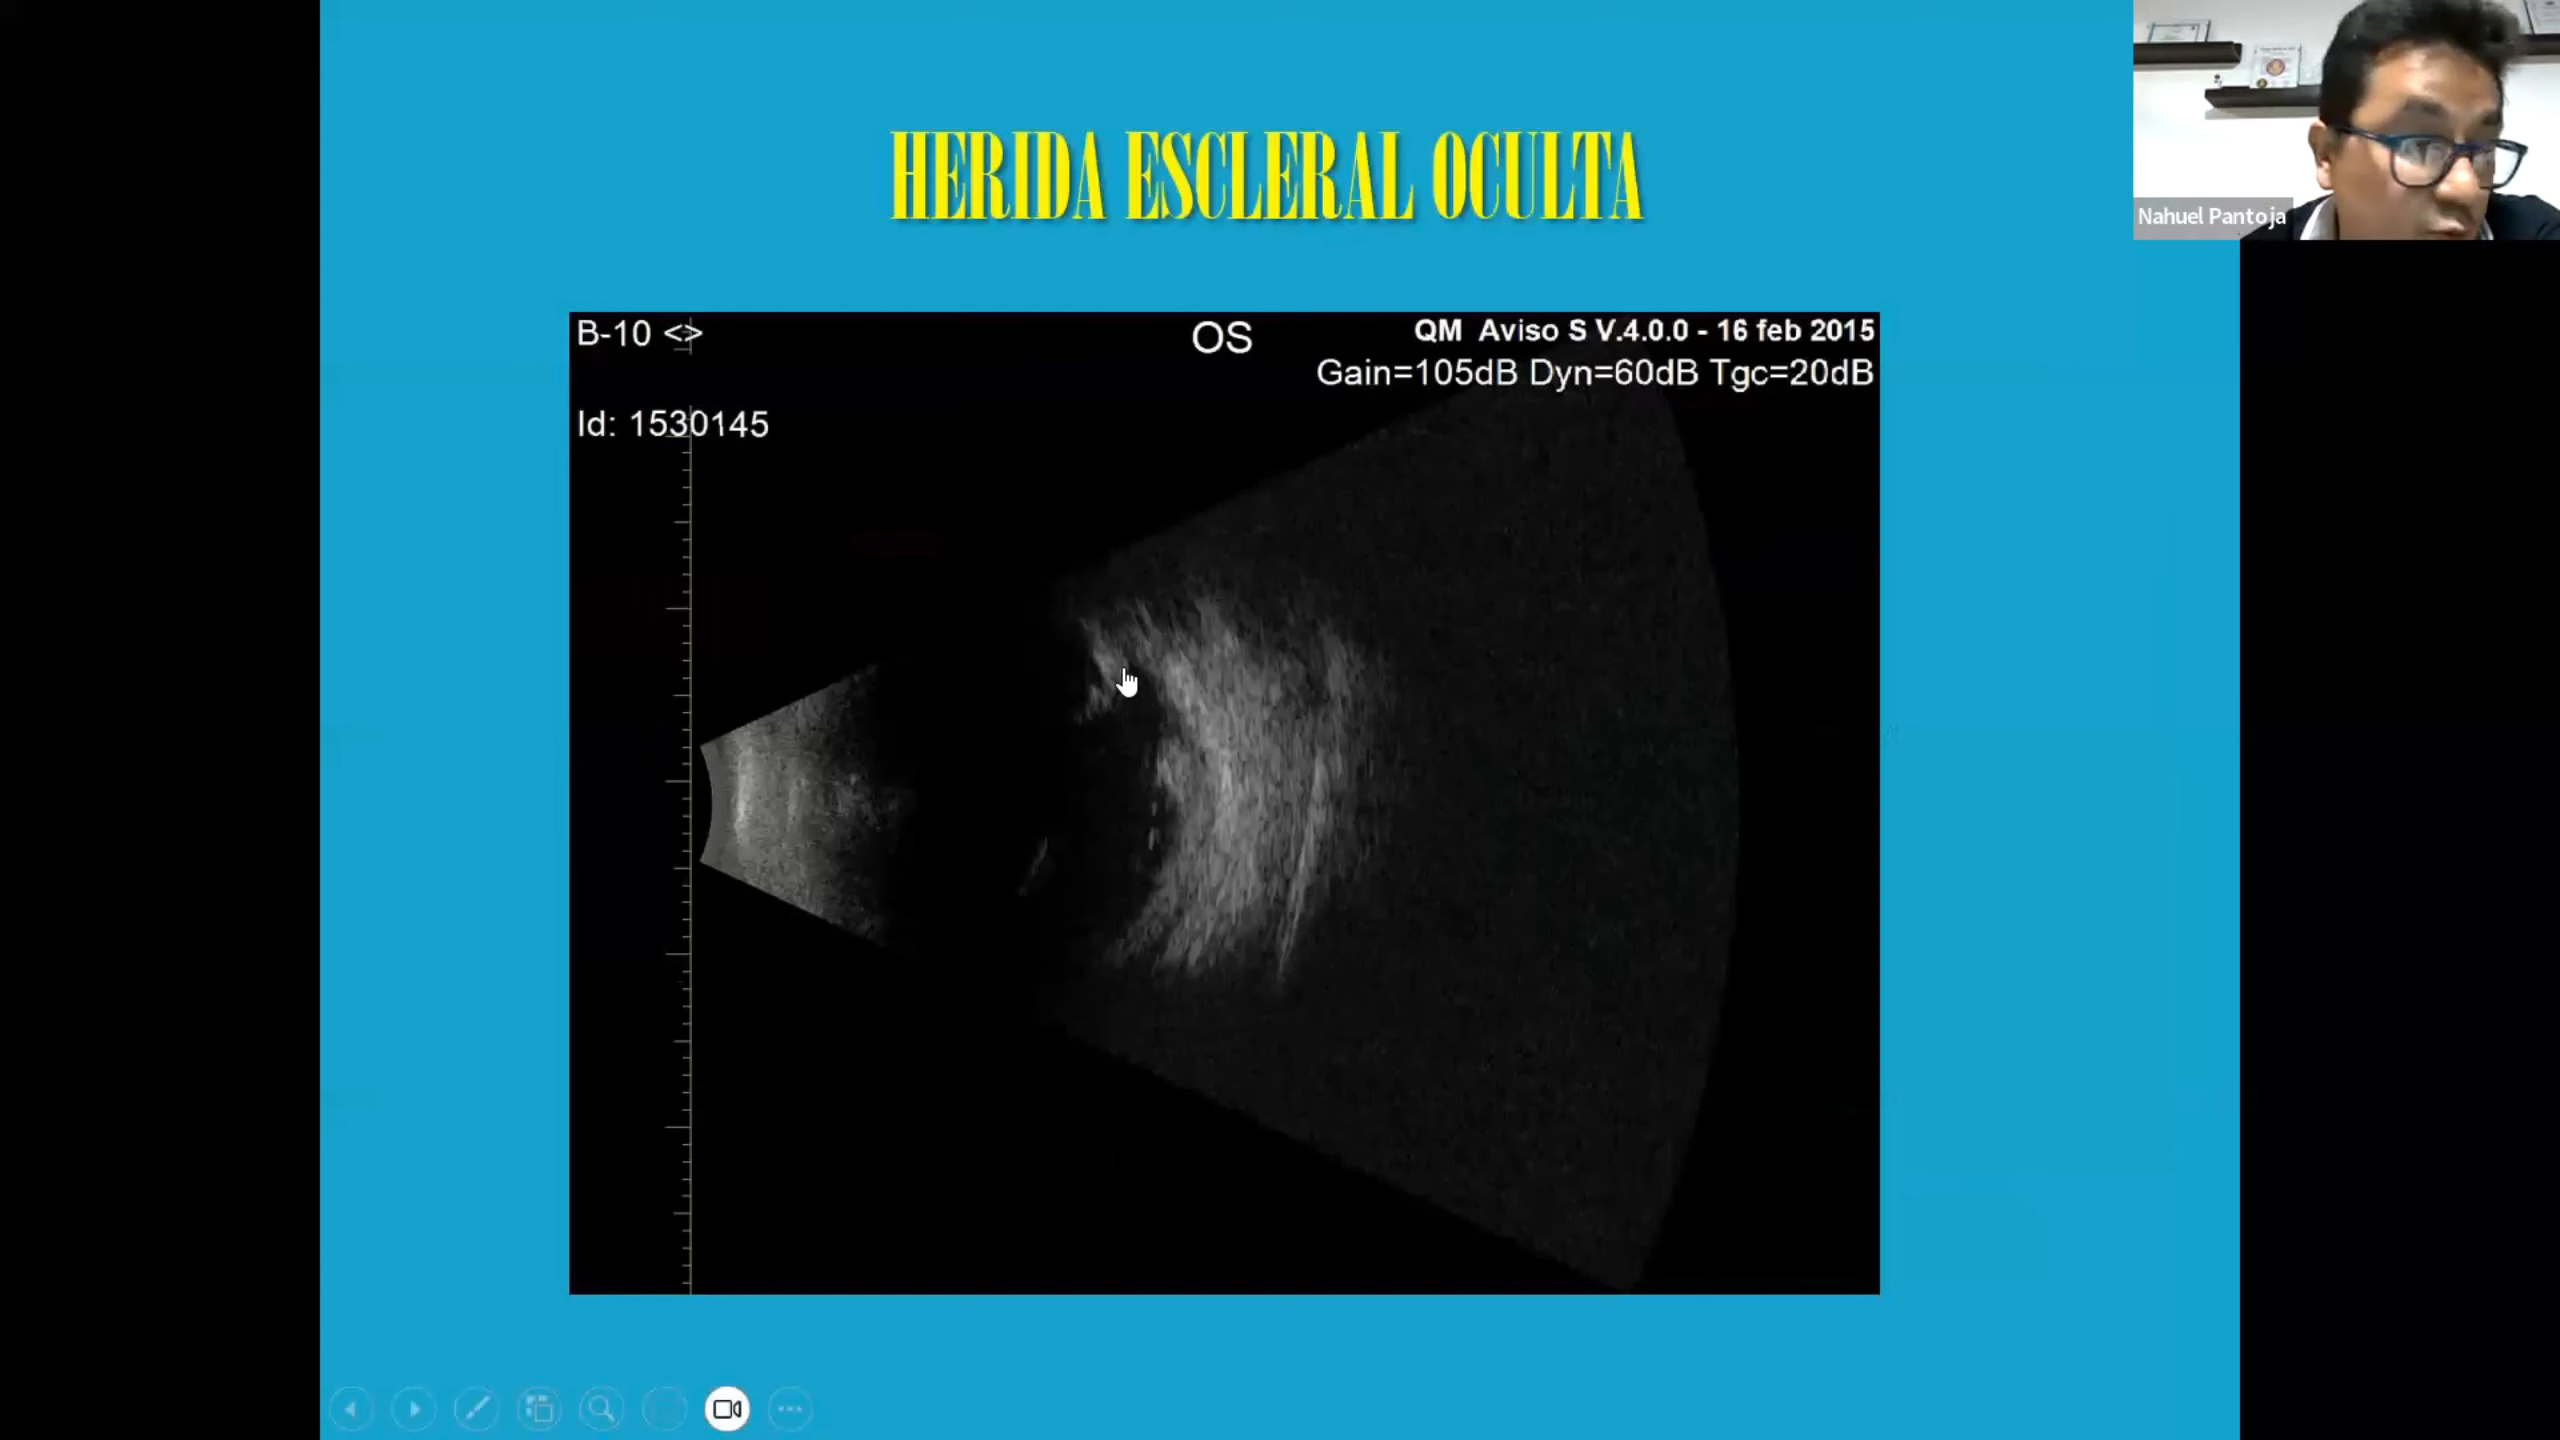 HERIDA ESCLERAL OCULTA
Nahuel Pantoja
B-10 <>
OS
QM Aviso S V.4.0.0 - 16 feb 2015
Gain=105dB Dyn=60dB Tgc=20dB
Id: 1530145